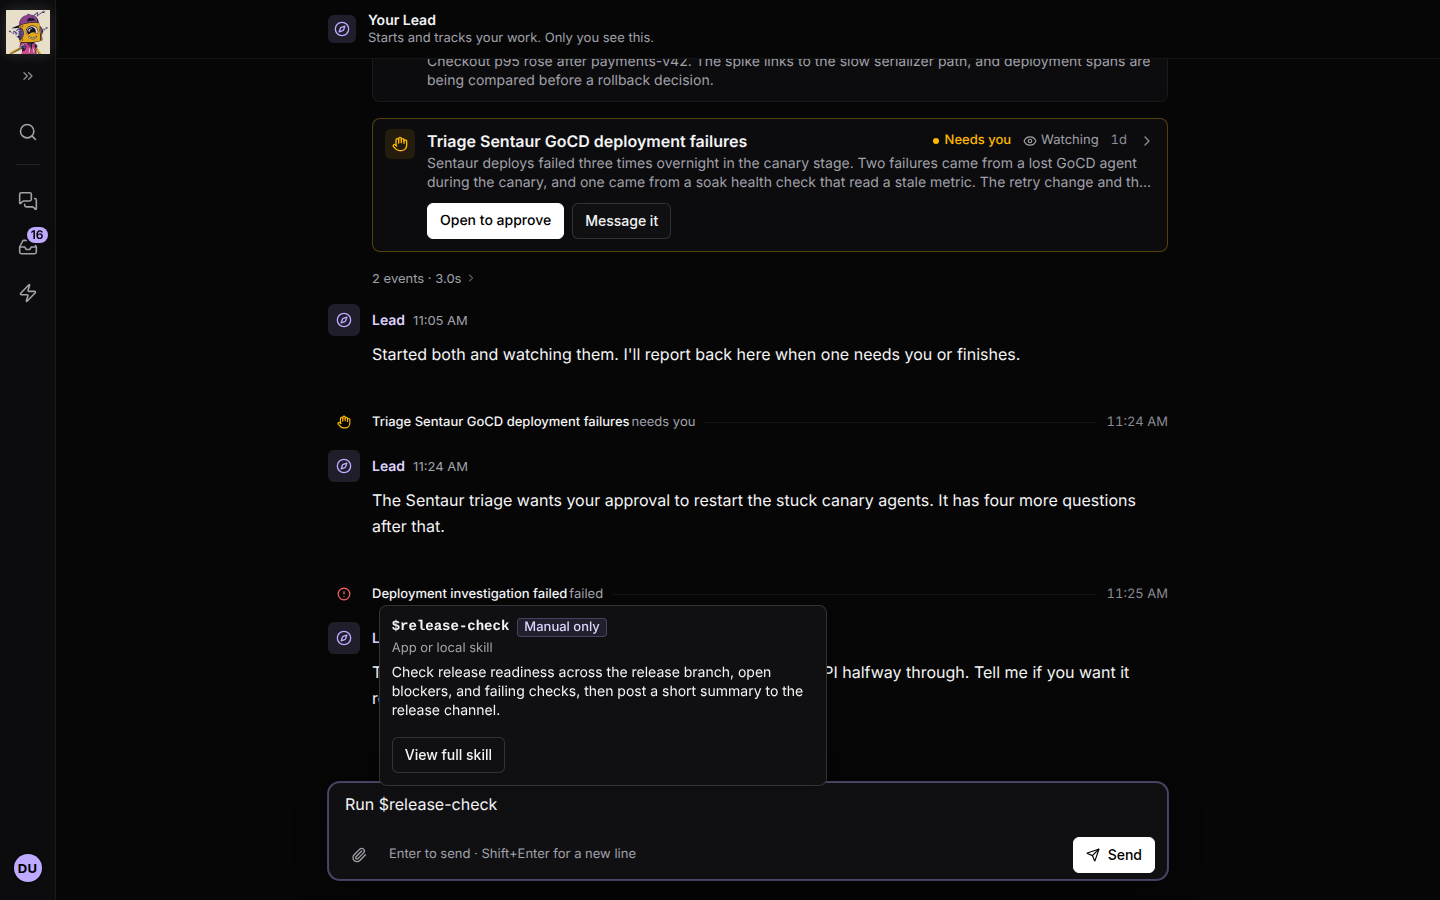 Your Lead
Starts and tracks your work. Only you see this.
Checkout p95 rose after payments-v42. The spike links to the slow serializer path, and deployment spans are
being compared before a rollback decision.
Triage Sentaur GoCD deployment failures
Needs you
Watching
1d
Sentaur deploys failed three times overnight in the canary stage. Two failures came from a lost GoCD agent
during the canary, and one came from a soak health check that read a stale metric. The retry change and th...
Open to approve
Message it
2 events · 3.0s
16
Lead 11:05 AM
Started both and watching them. I'll report back here when one needs you or finishes.
Triage Sentaur GoCD deployment failures needs you
11:24 AM
Lead 11:24 AM
The Sentaur triage wants your approval to restart the stuck canary agents. It has four more questions
after that.
Deployment investigation failed failed
11:25 AM
$release-check Manual only
App or local skill
Check release readiness across the release branch, open
blockers, and failing checks, then post a short summary to the
release channel.
View full skill
halfway through. Tell me if you want it
Run $release-check
Enter to send · Shift+Enter for a new line
Send
DU